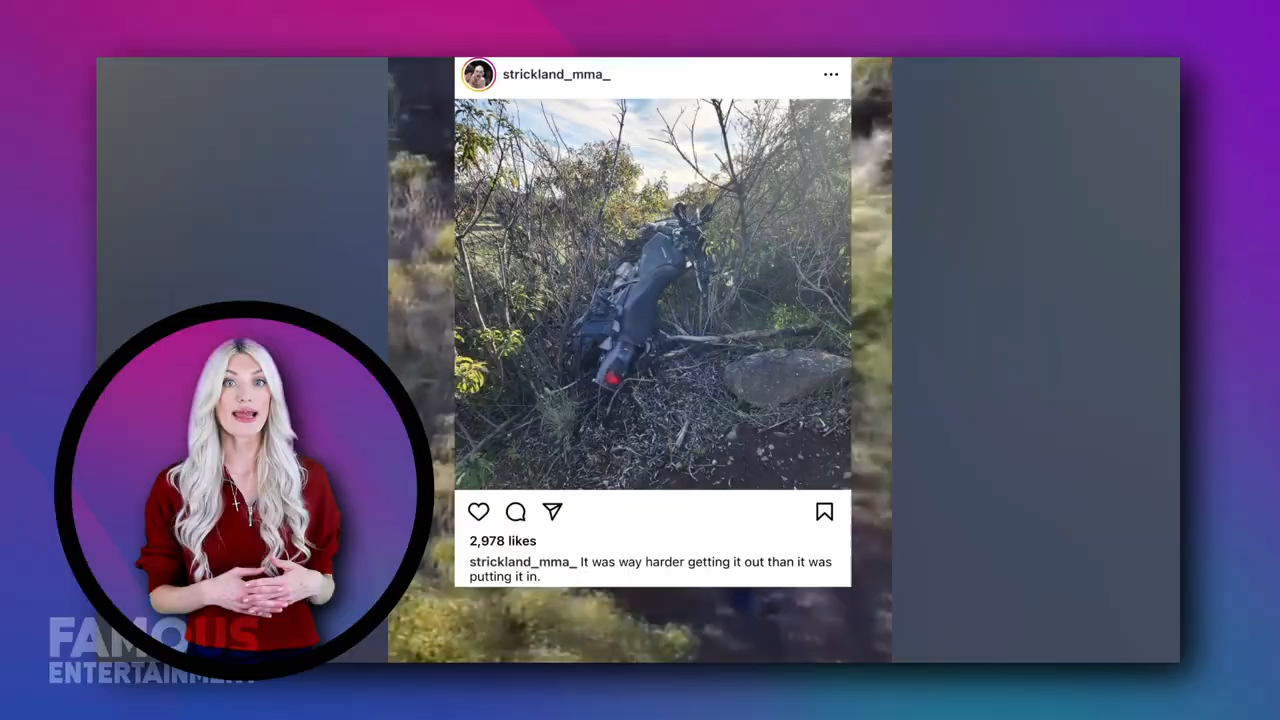 strickland_mma_
2,978 likes
strickland_mma_ It was way harder getting it out than it was
putting it in.
FAMOUS
ENTERTAINMENT